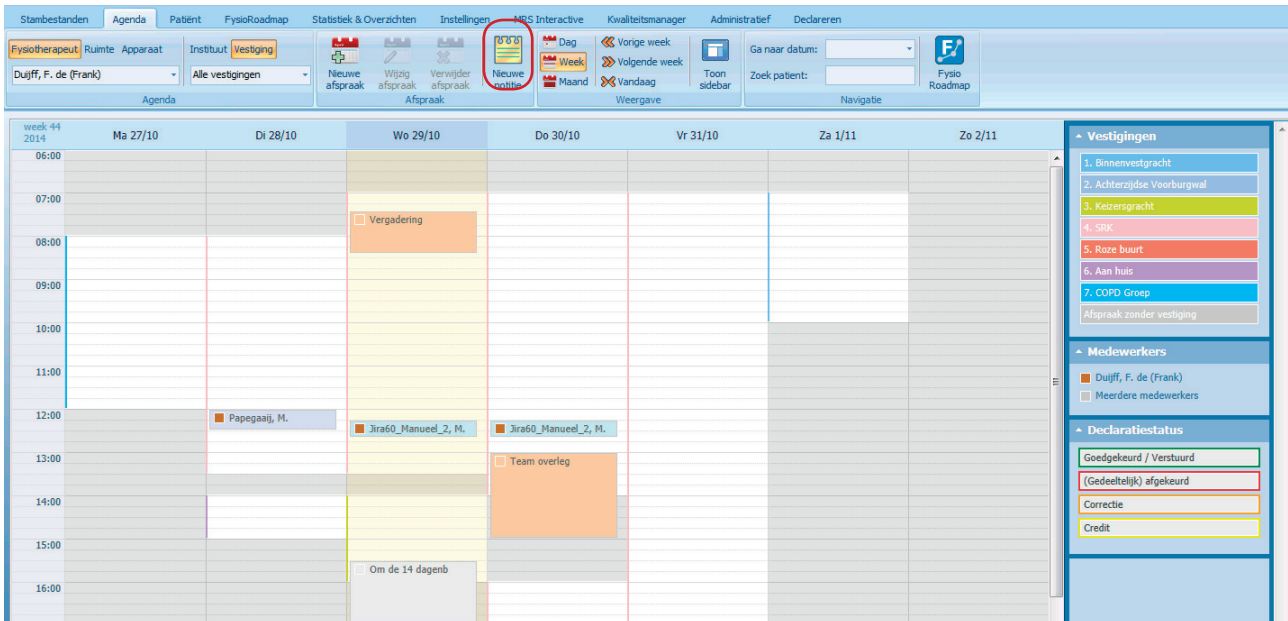 Stambestanden Agenda Patiënt FysioRoadmap Statistiek & Overzichten Instellingen MRS Interactive Kwaliteitsmanager Administratief Declareren
Fysiotherapeut Ruimte Apparaat Instituut Vestiging
Duijff, F. de (Frank) Alle vestigingen
Agenda
Nieuwe afspraak
Wijzig afspraak
Verwijder afspraak
Nieuwe notitie
Afspraak
Dag
Week
Maand
Vorige week
Volgende week
Vandaag
Toon sidebar
Weergave
Ga naar datum:
Zoek patient:
Fysio Roadmap
Navigatie
week 44
2014
Ma 27/10 Di 28/10 Wo 29/10 Do 30/10 Vr 31/10 Za 1/11 Zo 2/11
06:00
07:00
Vergadering
08:00
09:00
10:00
11:00
12:00
Papegaaij, M.
Jira60_Manueel_2, M.
Jira60_Manueel_2, M.
13:00
Team overleg
14:00
15:00
Om de 14 dagenb
16:00
Vestigingen
1. Binnenvestgracht
2. Achterzijdse Voorburgwal
3. Keizersgracht
4. SRK
5. Roze buurt
6. Aan huis
7. COPD Groep
Afspraak zonder vestiging
Medewerkers
Duijff, F. de (Frank)
Meerdere medewerkers
Declaratiestatus
Goedgekeurd / Verstuurd
(Gedeeltelijk) afgekeurd
Correctie
Credit